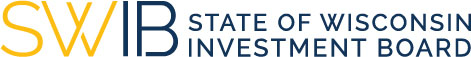 SWIB STATE OF WISCONSIN
INVESTMENT BOARD